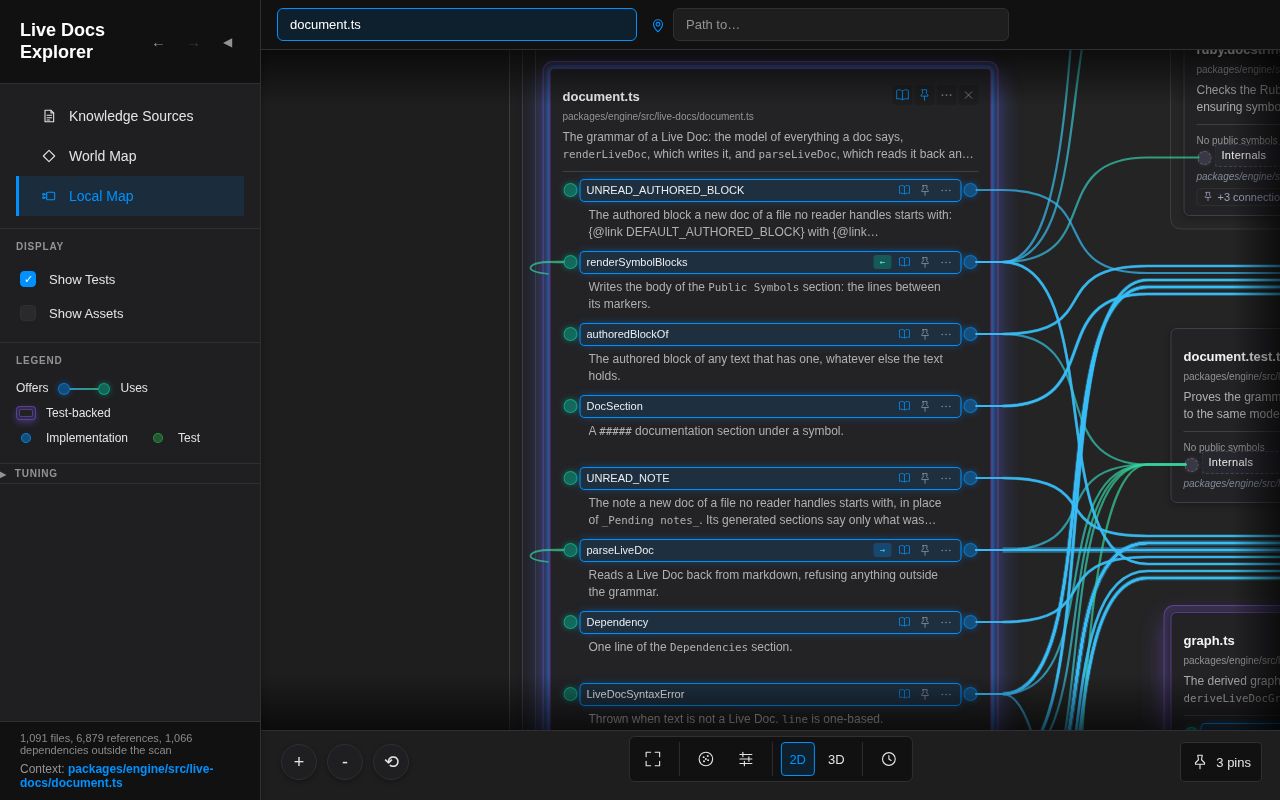 Live Docs
Explorer
← → ◀
Knowledge Sources
World Map
Local Map
DISPLAY
Show Tests
Show Assets
LEGEND
Offers Uses
Test-backed
Implementation Test
▶ TUNING
1,091 files, 6,879 references, 1,066
dependencies outside the scan
Context: packages/engine/src/live-
docs/document.ts
document.ts
Path to…
document.ts
packages/engine/src/live-docs/document.ts
The grammar of a Live Doc: the model of everything a doc says,
renderLiveDoc, which writes it, and parseLiveDoc, which reads it back an…
UNREAD_AUTHORED_BLOCK
The authored block a new doc of a file no reader handles starts with:
{@link DEFAULT_AUTHORED_BLOCK} with {@link…
renderSymbolBlocks
Writes the body of the Public Symbols section: the lines between
its markers.
authoredBlockOf
The authored block of any text that has one, whatever else the text
holds.
DocSection
A ##### documentation section under a symbol.
UNREAD_NOTE
The note a new doc of a file no reader handles starts with, in place
of _Pending notes_. Its generated sections say only what was…
parseLiveDoc
Reads a Live Doc back from markdown, refusing anything outside
the grammar.
Dependency
One line of the Dependencies section.
LiveDocSyntaxError
Thrown when text is not a Live Doc. line is one-based.
packages/engine/s
Checks the Rub
ensuring symbo
No public symbols
Internals
packages/engine/src/
+3 connectio
document.test.t
packages/engine/src/l
Proves the gramm
to the same mode
No public symbols
Internals
packages/engine/src/l
graph.ts
packages/engine/src/l
The derived graph
deriveLiveDocGr
+ - ⟲
2D 3D
3 pins